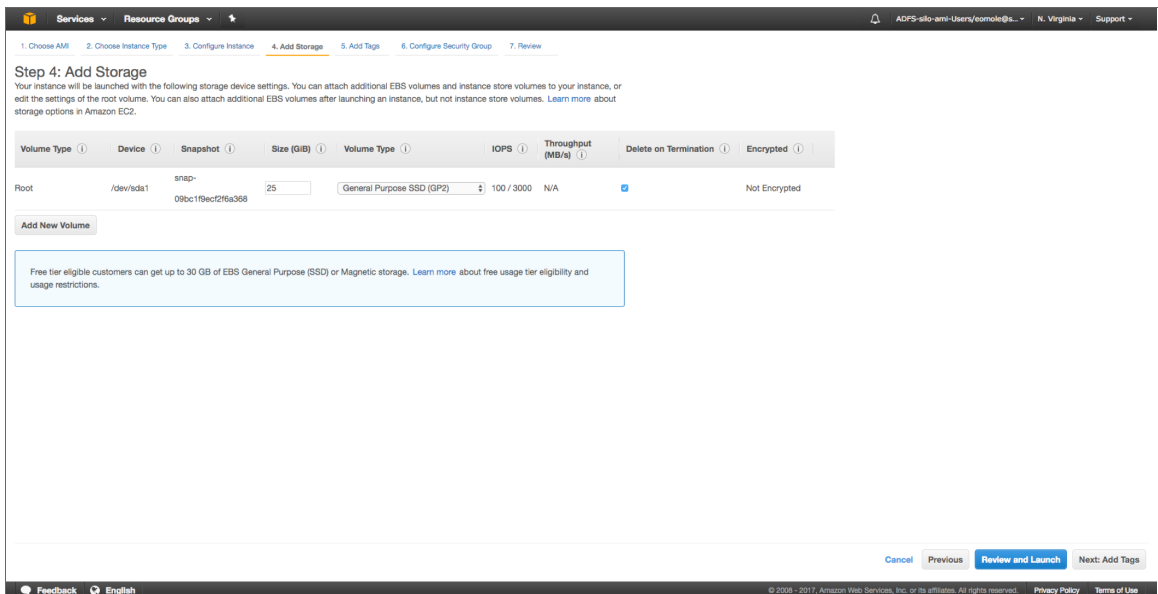 Services Resource Groups ADFS-silo-ami-Users/eomole@s... N. Virginia Support
1. Choose AMI 2. Choose Instance Type 3. Configure Instance 4. Add Storage 5. Add Tags 6. Configure Security Group 7. Review
Step 4: Add Storage
Your instance will be launched with the following storage device settings. You can attach additional EBS volumes and instance store volumes to your instance, or
edit the settings of the root volume. You can also attach additional EBS volumes after launching an instance, but not instance store volumes. Learn more about
storage options in Amazon EC2.
Volume Type Device Snapshot Size (GiB) Volume Type IOPS Throughput (MB/s) Delete on Termination Encrypted
Root /dev/sda1 snap-09bc1f9ecf2f6a368 25 General Purpose SSD (GP2) 100 / 3000 N/A Not Encrypted
Add New Volume
Free tier eligible customers can get up to 30 GB of EBS General Purpose (SSD) or Magnetic storage. Learn more about free usage tier eligibility and
usage restrictions.
Cancel Previous Review and Launch Next: Add Tags
Feedback English © 2008 - 2017, Amazon Web Services, Inc. or its affiliates. All rights reserved. Privacy Policy Terms of Use